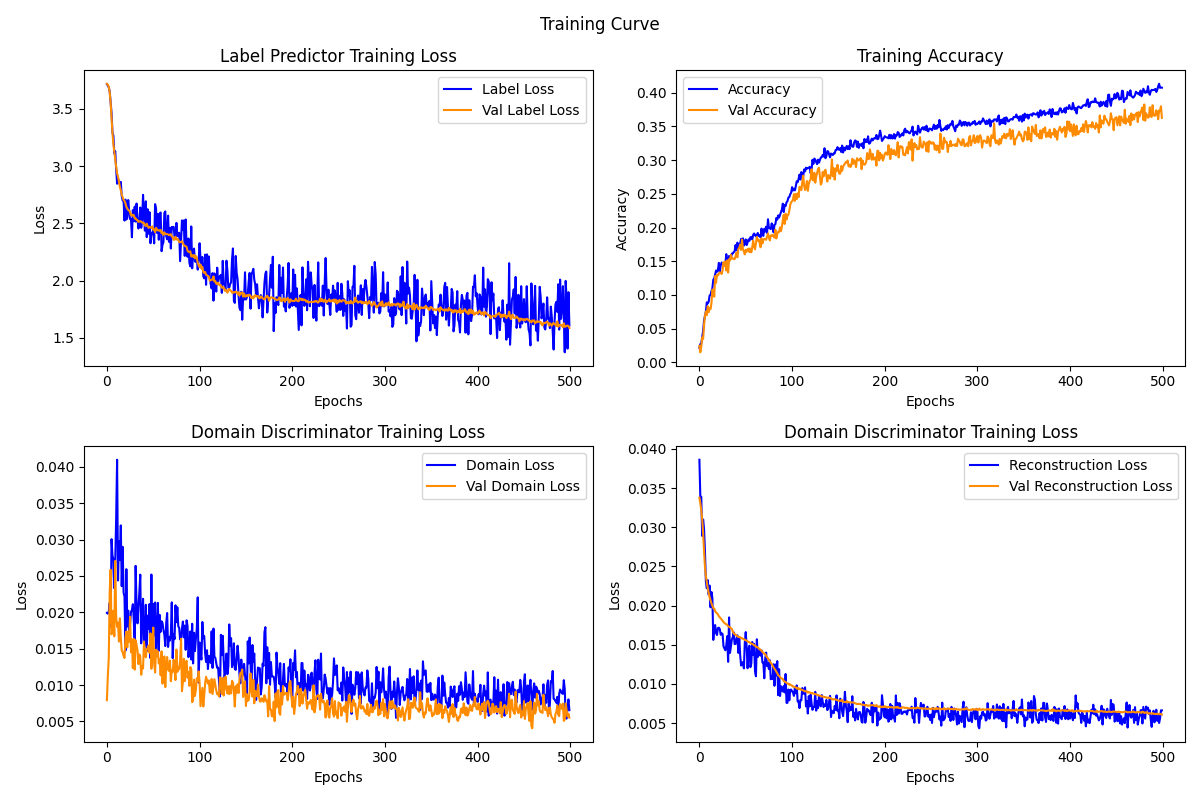 Training Curve
Label Predictor Training Loss
Label Loss
Val Label Loss
Loss
3.5
3.0
2.5
2.0
1.5
0 100 200 300 400 500
Epochs
Training Accuracy
Accuracy
Val Accuracy
Accuracy
0.40
0.35
0.30
0.25
0.20
0.15
0.10
0.05
0.00
0 100 200 300 400 500
Epochs
Domain Discriminator Training Loss
Domain Loss
Val Domain Loss
Loss
0.040
0.035
0.030
0.025
0.020
0.015
0.010
0.005
0 100 200 300 400 500
Epochs
Domain Discriminator Training Loss
Reconstruction Loss
Val Reconstruction Loss
Loss
0.040
0.035
0.030
0.025
0.020
0.015
0.010
0.005
0 100 200 300 400 500
Epochs